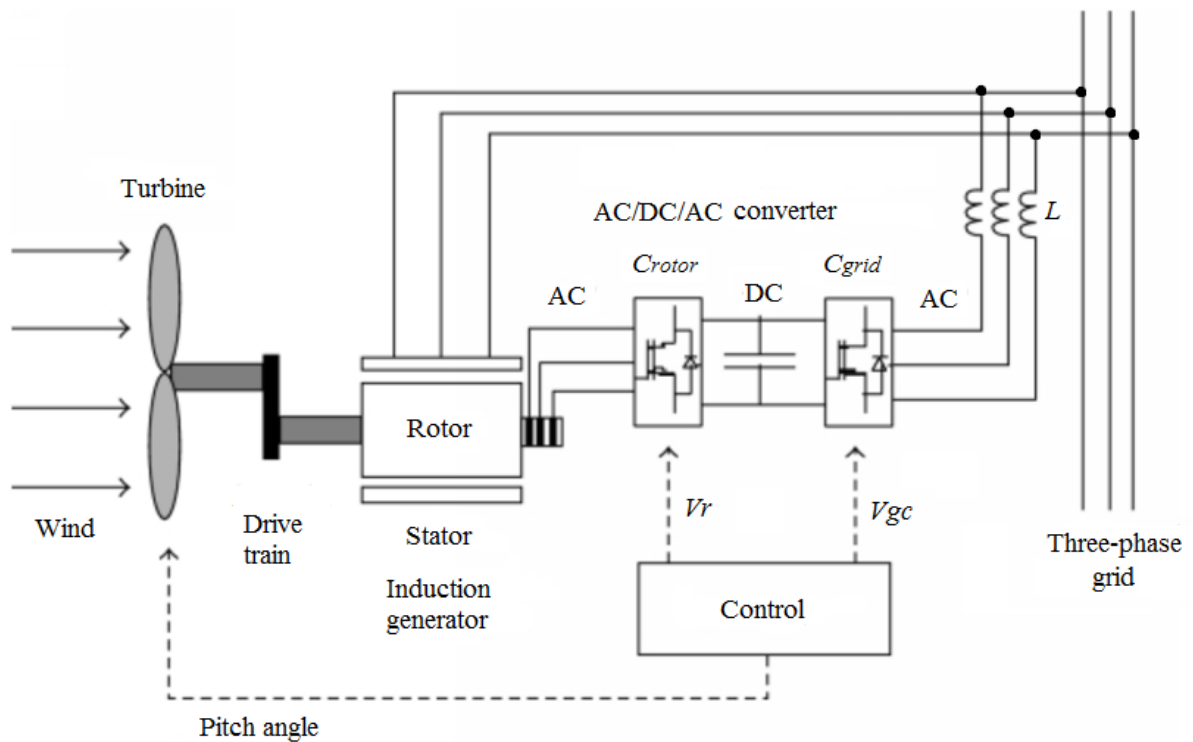 Turbine
AC/DC/AC converter
L
Crotor
Cgrid
AC
DC
AC
Rotor
Wind
Drive
train
Stator
Induction
generator
Vr
Vgc
Control
Three-phase
grid
Pitch angle